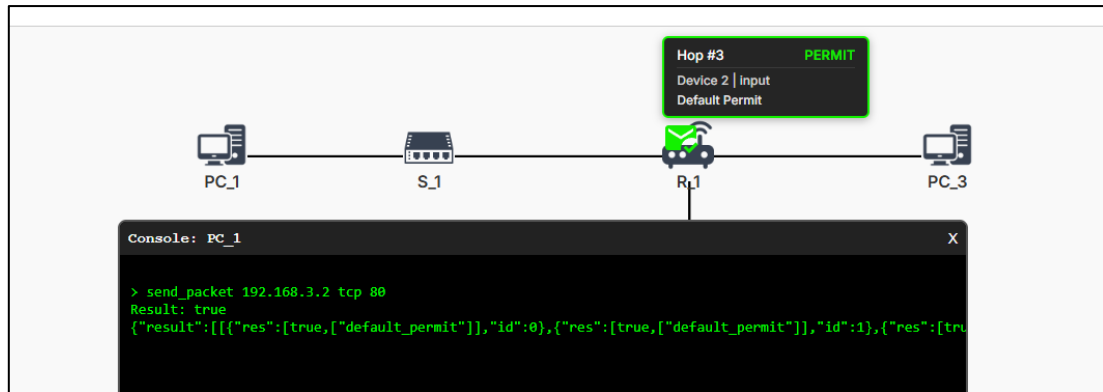 Hop #3 PERMIT
Device 2 | input
Default Permit
PC_1 S_1 R_1 PC_3
Console: PC_1 X
> send_packet 192.168.3.2 tcp 80
Result: true
{"result":[[{"res":[true,["default_permit"]],"id":0},{"res":[true,["default_permit"]],"id":1},{"res":[tru